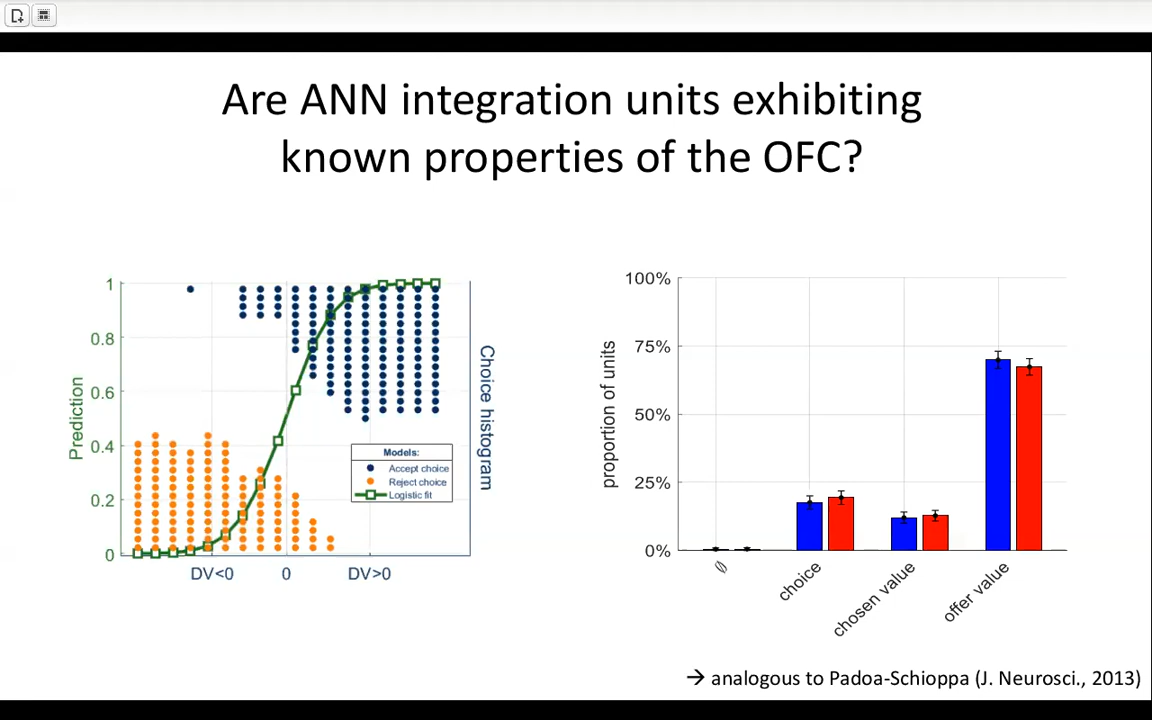 Are ANN integration units exhibiting
known properties of the OFC?
Prediction
1
0.8
0.6
0.4
0.2
0
DV<0
0
DV>0
Choice histogram
Models:
Accept choice
Reject choice
Logistic fit
proportion of units
100%
75%
50%
25%
0%
∅
choice
chosen value
offer value
→ analogous to Padoa-Schioppa (J. Neurosci., 2013)